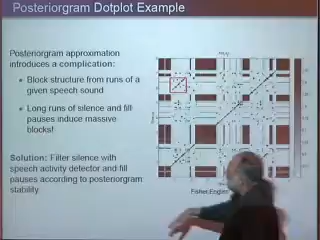 Posteriorgram Dotplot Example
Posteriorgram approximation
introduces a complication:
Block structure from runs of a
given speech sound
Long runs of silence and fill
pauses induce massive
blocks!
Solution: Filter silence with
speech activity detector and fill
pauses according to posteriorgram
stability
Fisher English